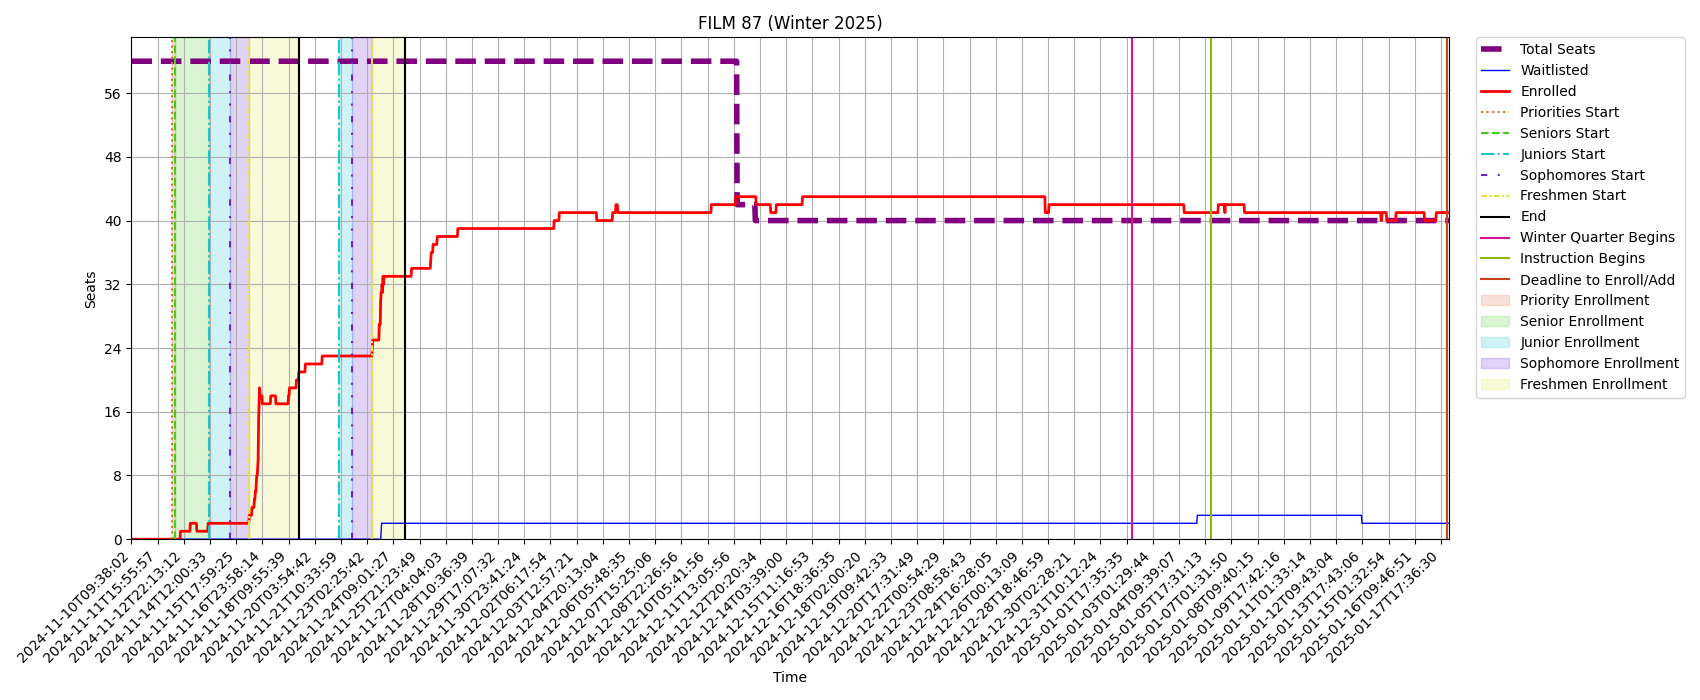 FILM 87 (Winter 2025)
56
48
40
32
24
16
8
0
Seats
2024-11-10T09:38:02
2024-11-11T15:55:57
2024-11-12T22:13:12
2024-11-14T12:00:33
2024-11-15T17:59:25
2024-11-16T23:58:14
2024-11-18T09:55:39
2024-11-20T03:54:42
2024-11-21T10:33:59
2024-11-23T02:25:42
2024-11-24T09:01:27
2024-11-25T21:23:49
2024-11-27T04:04:03
2024-11-28T10:36:39
2024-11-29T17:07:32
2024-11-30T23:41:24
2024-12-02T06:17:54
2024-12-03T12:57:21
2024-12-04T20:13:04
2024-12-06T05:48:35
2024-12-07T15:25:06
2024-12-08T22:26:56
2024-12-10T05:41:56
2024-12-11T13:05:56
2024-12-12T20:20:34
2024-12-14T03:39:00
2024-12-15T11:16:53
2024-12-16T18:36:35
2024-12-18T02:00:20
2024-12-19T09:42:33
2024-12-20T17:31:49
2024-12-22T00:54:29
2024-12-23T08:58:43
2024-12-24T16:28:05
2024-12-26T00:13:09
2024-12-28T18:46:59
2024-12-30T02:28:21
2024-12-31T10:12:24
2025-01-01T17:35:35
2025-01-03T01:29:44
2025-01-04T09:39:07
2025-01-05T17:31:13
2025-01-07T01:31:50
2025-01-08T09:40:15
2025-01-09T17:42:16
2025-01-11T01:33:14
2025-01-12T09:43:04
2025-01-13T17:43:06
2025-01-15T01:32:54
2025-01-16T09:46:51
2025-01-17T17:36:30
Time
Total Seats
Waitlisted
Enrolled
Priorities Start
Seniors Start
Juniors Start
Sophomores Start
Freshmen Start
End
Winter Quarter Begins
Instruction Begins
Deadline to Enroll/Add
Priority Enrollment
Senior Enrollment
Junior Enrollment
Sophomore Enrollment
Freshmen Enrollment